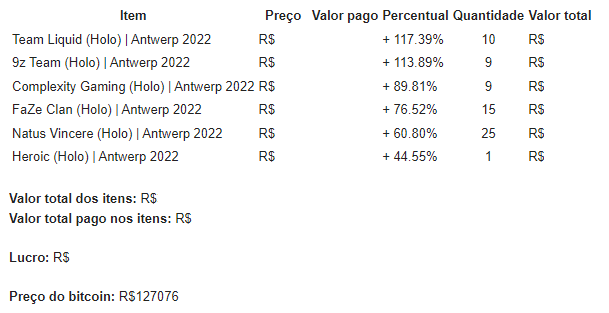 Item Preço Valor pago Percentual Quantidade Valor total
Team Liquid (Holo) | Antwerp 2022 R$ + 117.39% 10 R$
9z Team (Holo) | Antwerp 2022 R$ + 113.89% 9 R$
Complexity Gaming (Holo) | Antwerp 2022 R$ + 89.81% 9 R$
FaZe Clan (Holo) | Antwerp 2022 R$ + 76.52% 15 R$
Natus Vincere (Holo) | Antwerp 2022 R$ + 60.80% 25 R$
Heroic (Holo) | Antwerp 2022 R$ + 44.55% 1 R$
Valor total dos itens: R$
Valor total pago nos itens: R$
Lucro: R$
Preço do bitcoin: R$127076